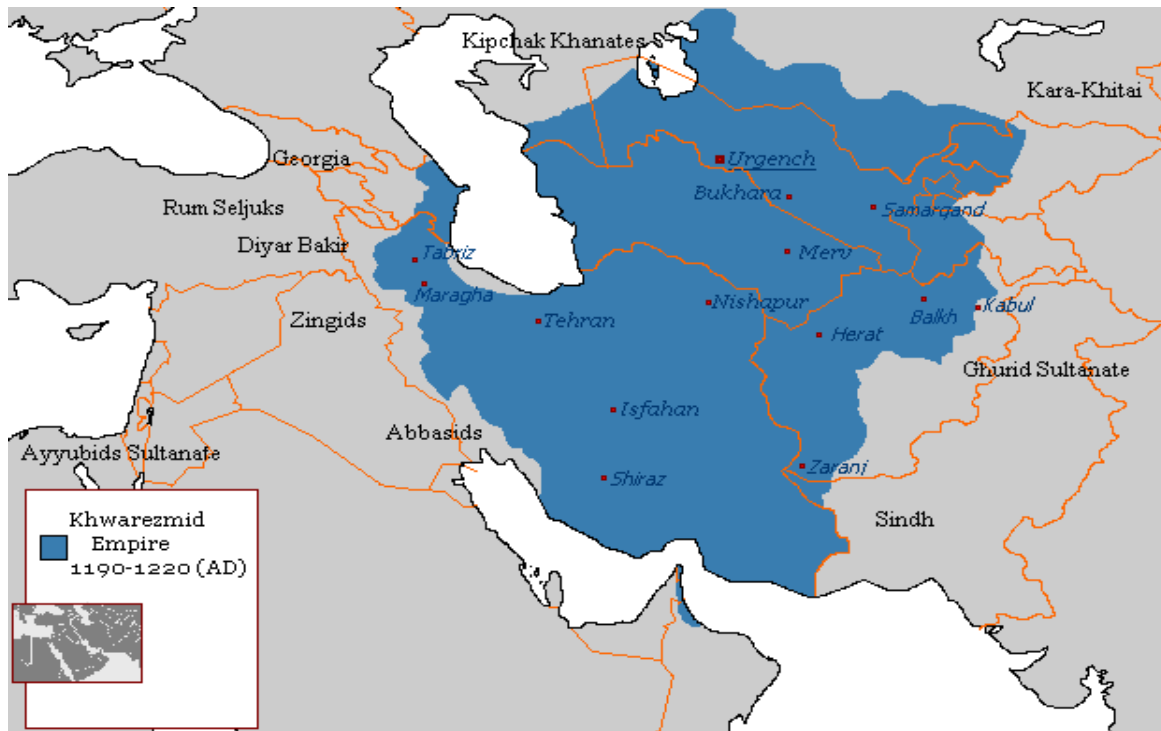 Kipchak Khanates S
Kara-Khitai
Georgia
Urgench
Bukhara
Samarqand
Rum Seljuks
Diyar Bakir
Tabriz
Merv
Maragha
Nishapur
Balkh
Kabul
Zingids
Tehran
Herat
Ghurid Sultanate
Isfahan
Abbasids
Ayyubids Sultanate
Zaranj
Shiraz
Sindh
Khwarezmid
Empire
1190-1220 (AD)